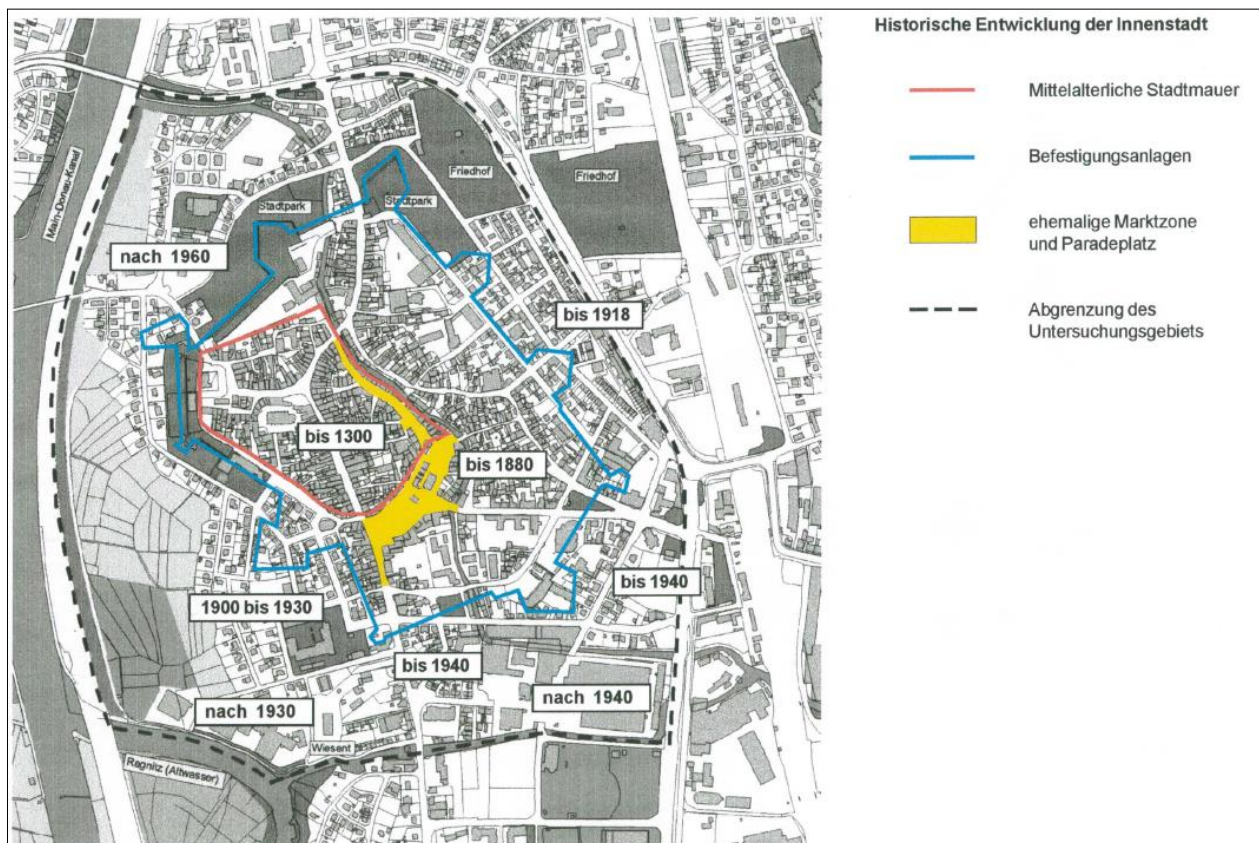 Historische Entwicklung der Innenstadt
Mittelalterliche Stadtmauer
Befestigungsanlagen
ehemalige Marktzone
und Paradeplatz
Abgrenzung des
Untersuchungsgebiets
Main-Donau-Kanal
Friedhof
Friedhof
Stadtpark
Stadtpark
nach 1960
bis 1918
bis 1300
bis 1880
bis 1940
1900 bis 1930
bis 1940
nach 1930
nach 1940
Wiesent
Regnitz (Altwasser)